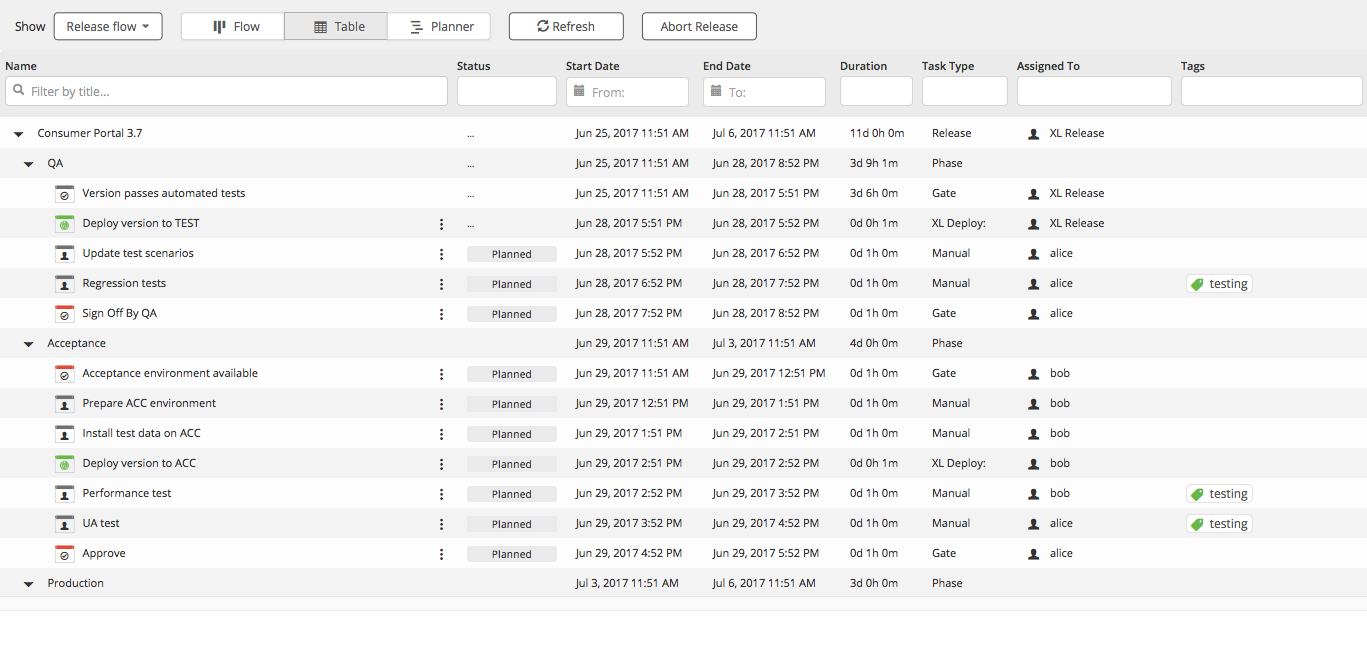 Show Release flow Flow Table Planner Refresh Abort Release
Name Status Start Date End Date Duration Task Type Assigned To Tags
Filter by title... From: To:
Consumer Portal 3.7 ... Jun 25, 2017 11:51 AM Jul 6, 2017 11:51 AM 11d 0h 0m Release XL Release
QA ... Jun 25, 2017 11:51 AM Jun 28, 2017 8:52 PM 3d 9h 1m Phase
Version passes automated tests ... Jun 25, 2017 11:51 AM Jun 28, 2017 5:51 PM 3d 6h 0m Gate XL Release
Deploy version to TEST ... Jun 28, 2017 5:51 PM Jun 28, 2017 5:52 PM 0d 0h 1m XL Deploy: XL Release
Update test scenarios Planned Jun 28, 2017 5:52 PM Jun 28, 2017 6:52 PM 0d 1h 0m Manual alice
Regression tests Planned Jun 28, 2017 6:52 PM Jun 28, 2017 7:52 PM 0d 1h 0m Manual alice testing
Sign Off By QA Planned Jun 28, 2017 7:52 PM Jun 28, 2017 8:52 PM 0d 1h 0m Gate alice
Acceptance Jun 29, 2017 11:51 AM Jul 3, 2017 11:51 AM 4d 0h 0m Phase
Acceptance environment available Planned Jun 29, 2017 11:51 AM Jun 29, 2017 12:51 PM 0d 1h 0m Gate bob
Prepare ACC environment Planned Jun 29, 2017 12:51 PM Jun 29, 2017 1:51 PM 0d 1h 0m Manual bob
Install test data on ACC Planned Jun 29, 2017 1:51 PM Jun 29, 2017 2:51 PM 0d 1h 0m Manual bob
Deploy version to ACC Planned Jun 29, 2017 2:51 PM Jun 29, 2017 2:52 PM 0d 0h 1m XL Deploy: bob
Performance test Planned Jun 29, 2017 2:52 PM Jun 29, 2017 3:52 PM 0d 1h 0m Manual bob testing
UA test Planned Jun 29, 2017 3:52 PM Jun 29, 2017 4:52 PM 0d 1h 0m Manual alice testing
Approve Planned Jun 29, 2017 4:52 PM Jun 29, 2017 5:52 PM 0d 1h 0m Gate alice
Production Jul 3, 2017 11:51 AM Jul 6, 2017 11:51 AM 3d 0h 0m Phase